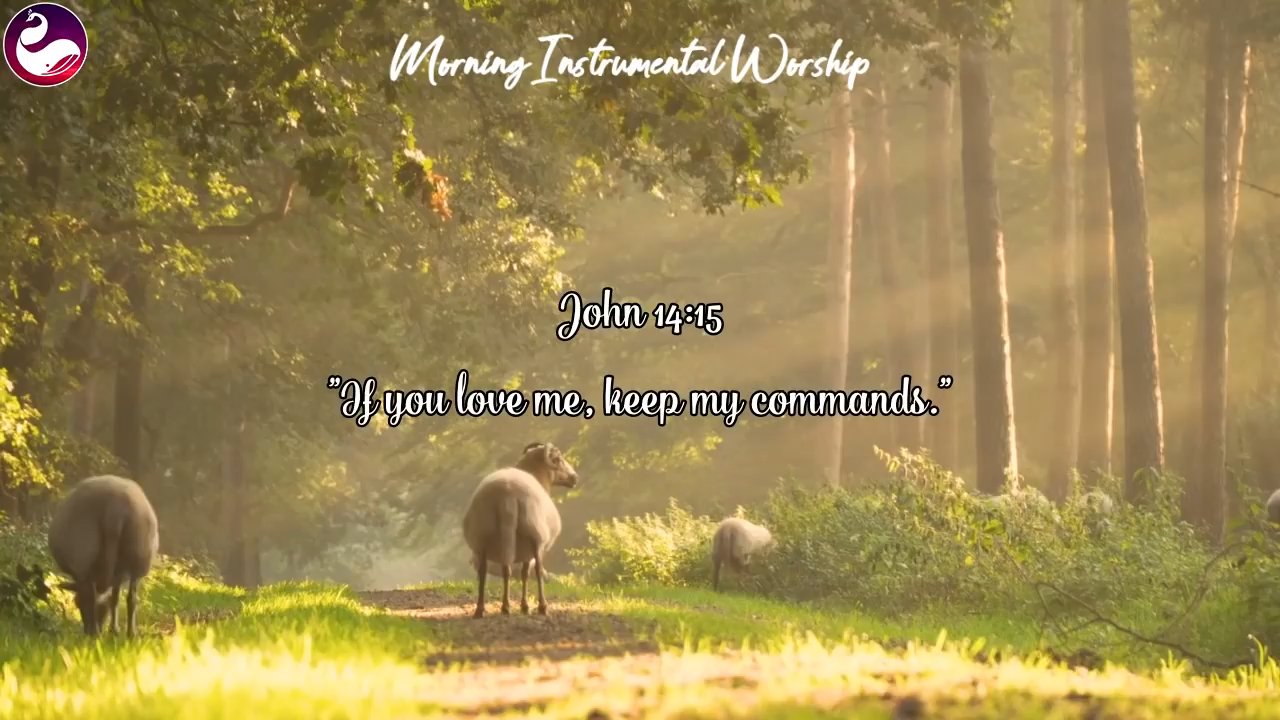 Morning Instrumental Worship
John 14:15
"If you love me, keep my commands."